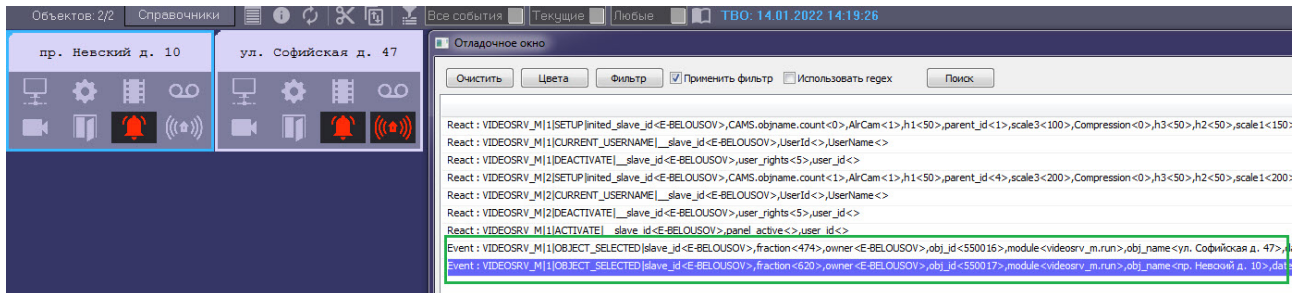 Объектов: 2/2 Справочники Все события Текущие Любые ТВО: 14.01.2022 14:19:26
пр. Невский д. 10 ул. Софийская д. 47
Отладочное окно
Очистить Цвета Фильтр Применить фильтр Использовать regex Поиск
React : VIDEOSRV_M|1|SETUP|inited_slave_id<E-BELOUSOV>,CAMS.objname.count<0>,AlrCam<1>,h1<50>,parent_id<1>,scale3<100>,Compression<0>,h3<50>,h2<50>,scale1<150>
React : VIDEOSRV_M|1|CURRENT_USERNAME|__slave_id<E-BELOUSOV>,UserId<>,UserName<>
React : VIDEOSRV_M|1|DEACTIVATE|__slave_id<E-BELOUSOV>,user_rights<5>,user_id<>
React : VIDEOSRV_M|2|SETUP|inited_slave_id<E-BELOUSOV>,CAMS.objname.count<1>,AlrCam<1>,h1<50>,parent_id<4>,scale3<200>,Compression<0>,h3<50>,h2<50>,scale1<200>
React : VIDEOSRV_M|2|CURRENT_USERNAME|__slave_id<E-BELOUSOV>,UserId<>,UserName<>
React : VIDEOSRV_M|2|DEACTIVATE|__slave_id<E-BELOUSOV>,user_rights<5>,user_id<>
React : VIDEOSRV_M|1|ACTIVATE|__slave_id<E-BELOUSOV>,panel_active<>,user_id<>
Event : VIDEOSRV_M|1|OBJECT_SELECTED|slave_id<E-BELOUSOV>,fraction<474>,owner<E-BELOUSOV>,obj_id<550016>,module<videosrv_m.run>,obj_name<ул. Софийская д. 47>,da
Event : VIDEOSRV_M|1|OBJECT_SELECTED|slave_id<E-BELOUSOV>,fraction<620>,owner<E-BELOUSOV>,obj_id<550017>,module<videosrv_m.run>,obj_name<пр. Невский д. 10>,date